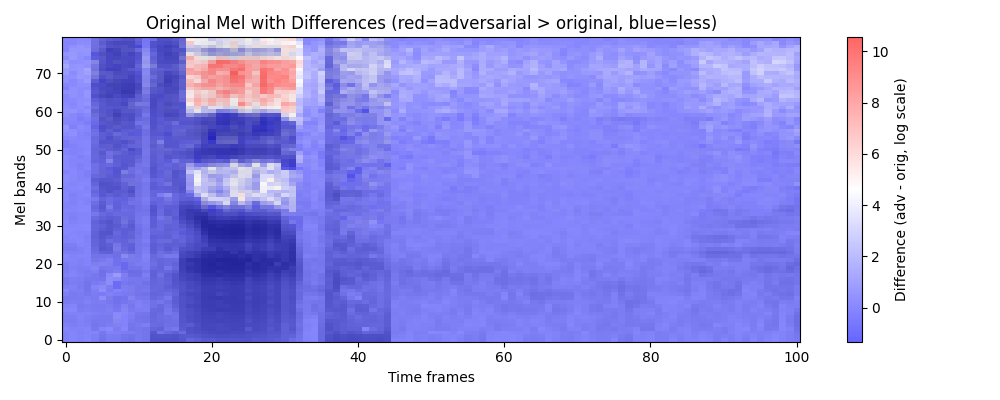 Original Mel with Differences (red=adversarial > original, blue=less)
Mel bands
70
60
50
40
30
20
10
0
0 20 40 60 80 100
Time frames
10
8
6
4
2
0
Difference (adv - orig, log scale)